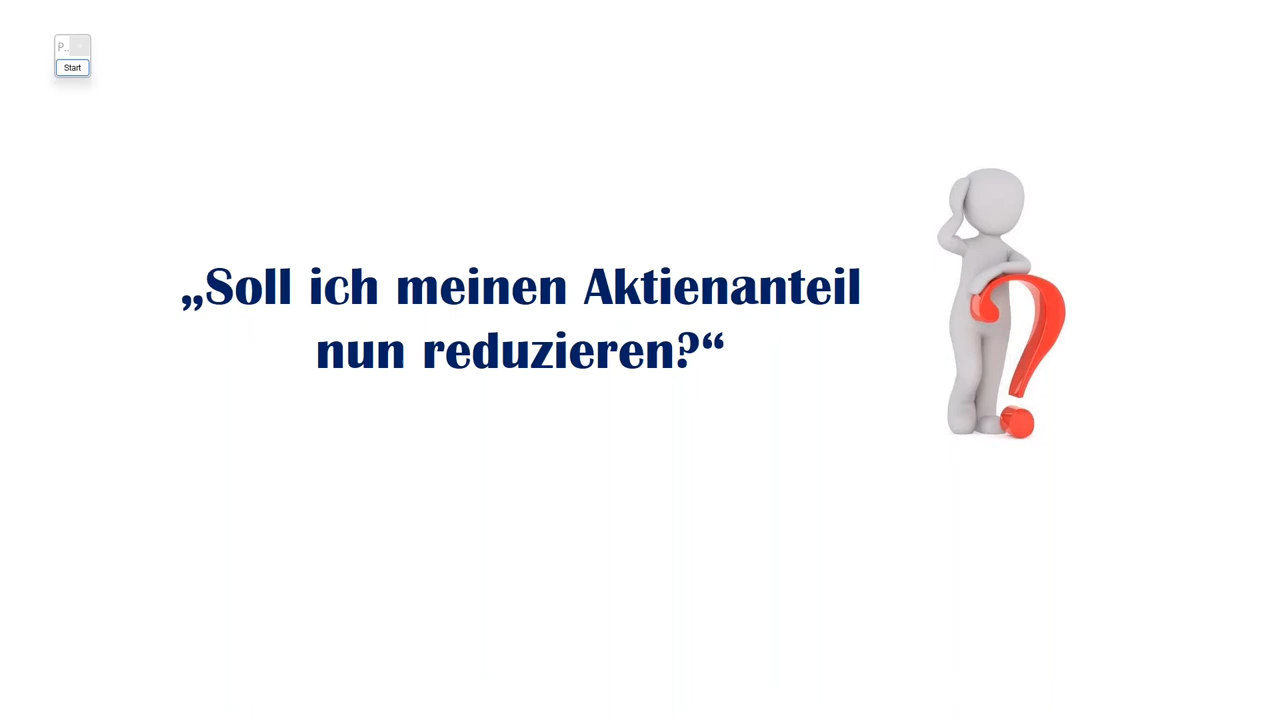 P..
Start
„Soll ich meinen Aktienanteil
nun reduzieren?“